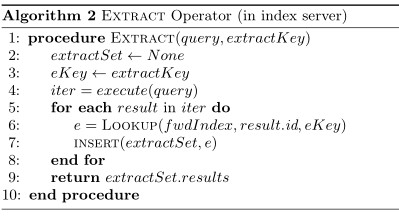 Algorithm 2 EXTRACT Operator (in index server)
1: procedure EXTRACT(query, extractKey)
2: extractSet ← None
3: eKey ← extractKey
4: iter = execute(query)
5: for each result in iter do
6: e = LOOKUP(fwdIndex, result.id, eKey)
7: INSERT(extractSet, e)
8: end for
9: return extractSet.results
10: end procedure